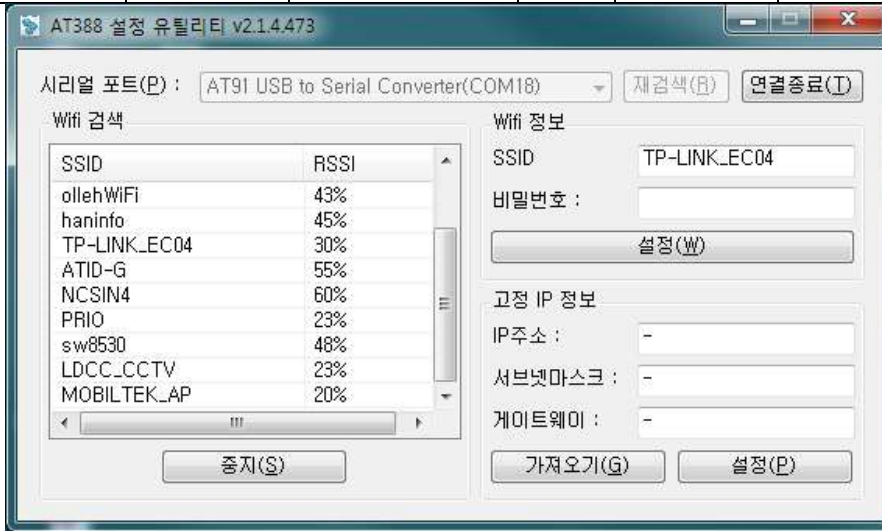 AT388 설정 유틸리티 v2.1.4.473
시리얼 포트(P) : AT91 USB to Serial Converter(COM18) 재검색(R) 연결종료(T)
Wifi 검색
SSID RSSI
ollehWiFi 43%
haninfo 45%
TP-LINK_EC04 30%
ATID-G 55%
NCSIN4 60%
PRIO 23%
sw8530 48%
LDCC_CCTV 23%
MOBILTEK_AP 20%
중지(S)
Wifi 정보
SSID TP-LINK_EC04
비밀번호 :
설정(W)
고정 IP 정보
IP주소 : -
서브넷마스크 : -
게이트웨이 : -
가져오기(G) 설정(P)